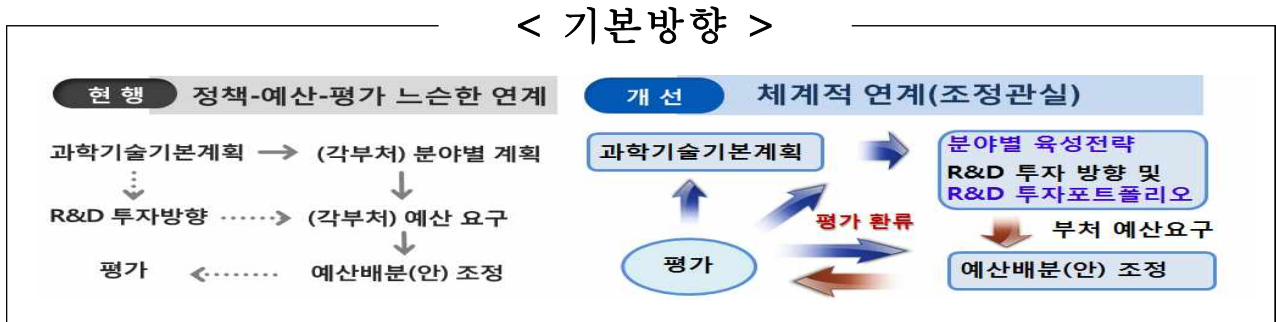 < 기본방향 >
현 행 정책-예산-평가 느슨한 연계
과학기술기본계획 → (각부처) 분야별 계획
R&D 투자방향 ······> (각부처) 예산 요구
평가 <········ 예산배분(안) 조정
개 선 체계적 연계(조정관실)
과학기술기본계획
분야별 육성전략
R&D 투자 방향 및
R&D 투자포트폴리오
평가 환류
부처 예산요구
평가
예산배분(안) 조정